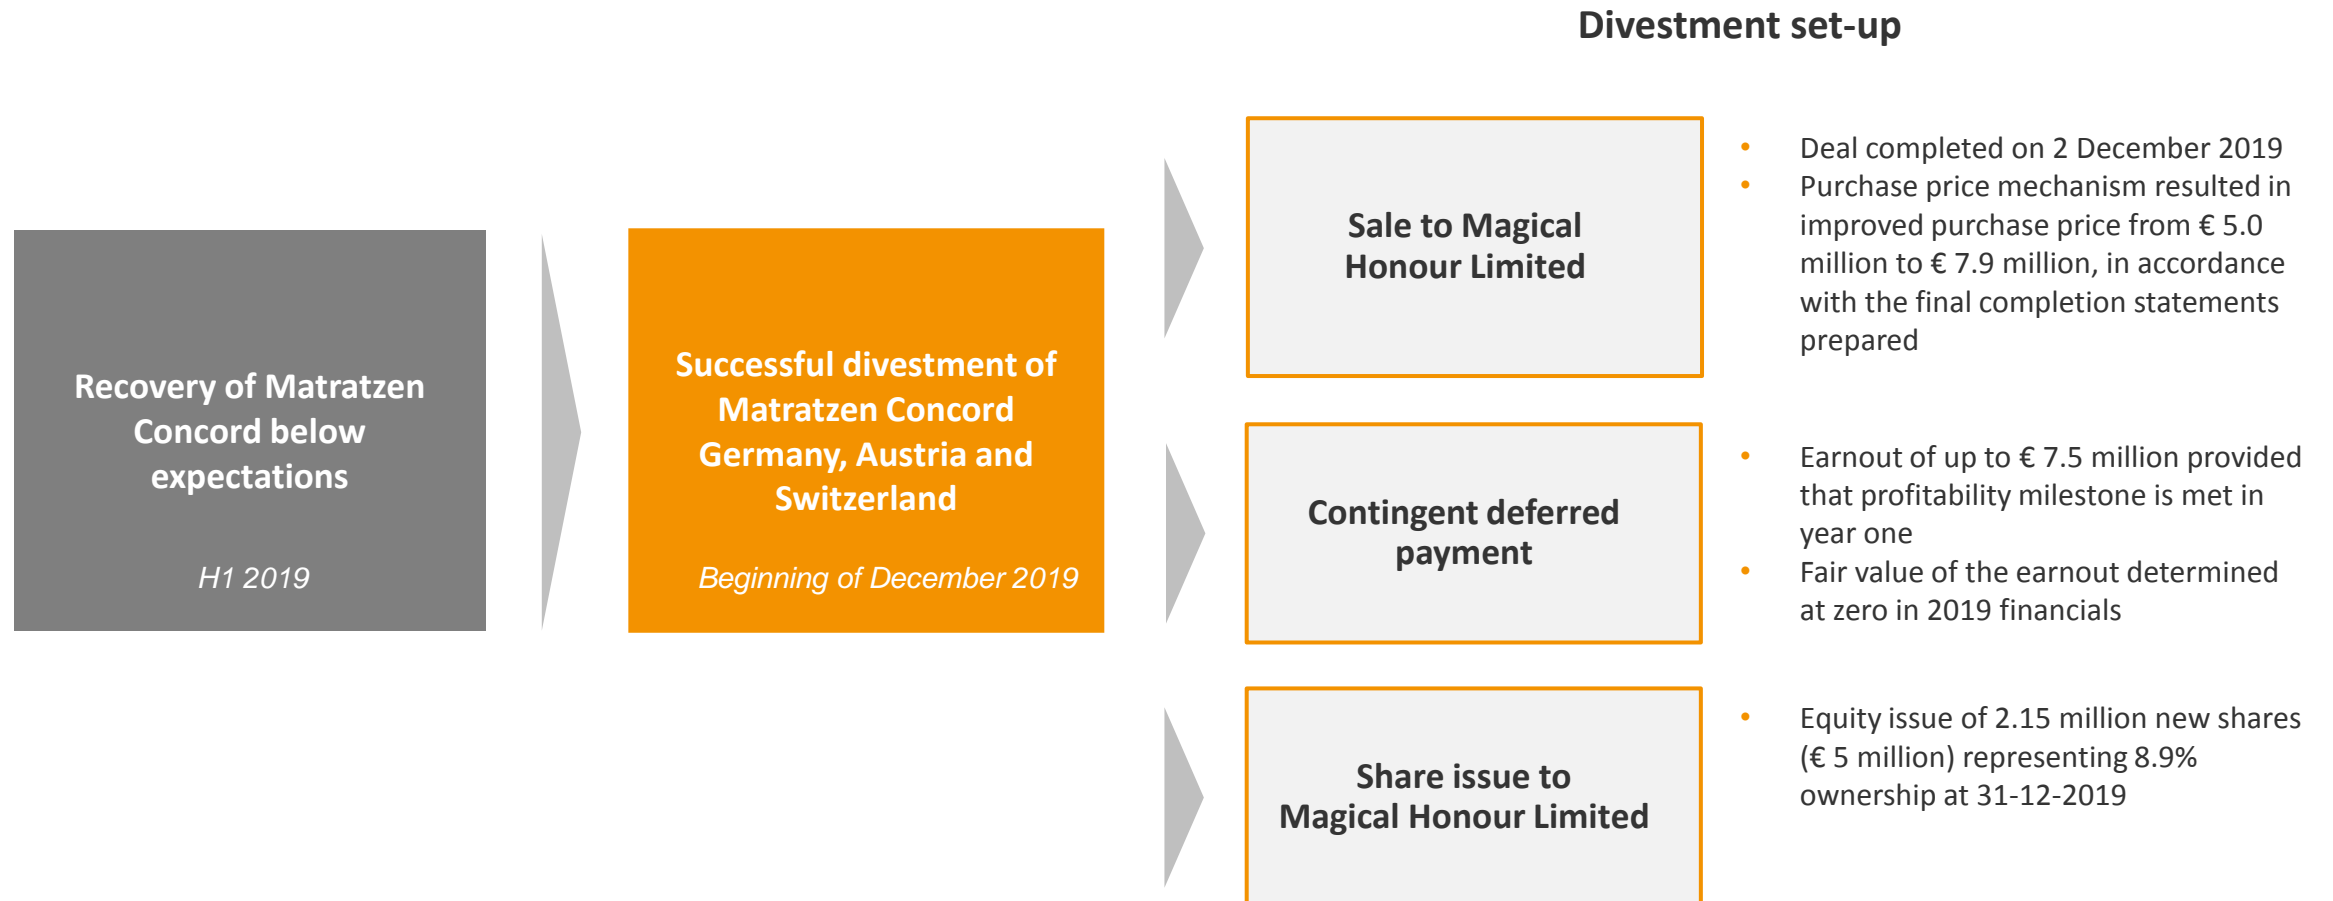 Divestment set-up
Recovery of Matratzen
Concord below
expectations
H1 2019
Successful divestment of
Matratzen Concord
Germany, Austria and
Switzerland
Beginning of December 2019
Sale to Magical
Honour Limited
• Deal completed on 2 December 2019
• Purchase price mechanism resulted in
improved purchase price from € 5.0
million to € 7.9 million, in accordance
with the final completion statements
prepared
Contingent deferred
payment
• Earnout of up to € 7.5 million provided
that profitability milestone is met in
year one
• Fair value of the earnout determined
at zero in 2019 financials
Share issue to
Magical Honour Limited
• Equity issue of 2.15 million new shares
(€ 5 million) representing 8.9%
ownership at 31-12-2019